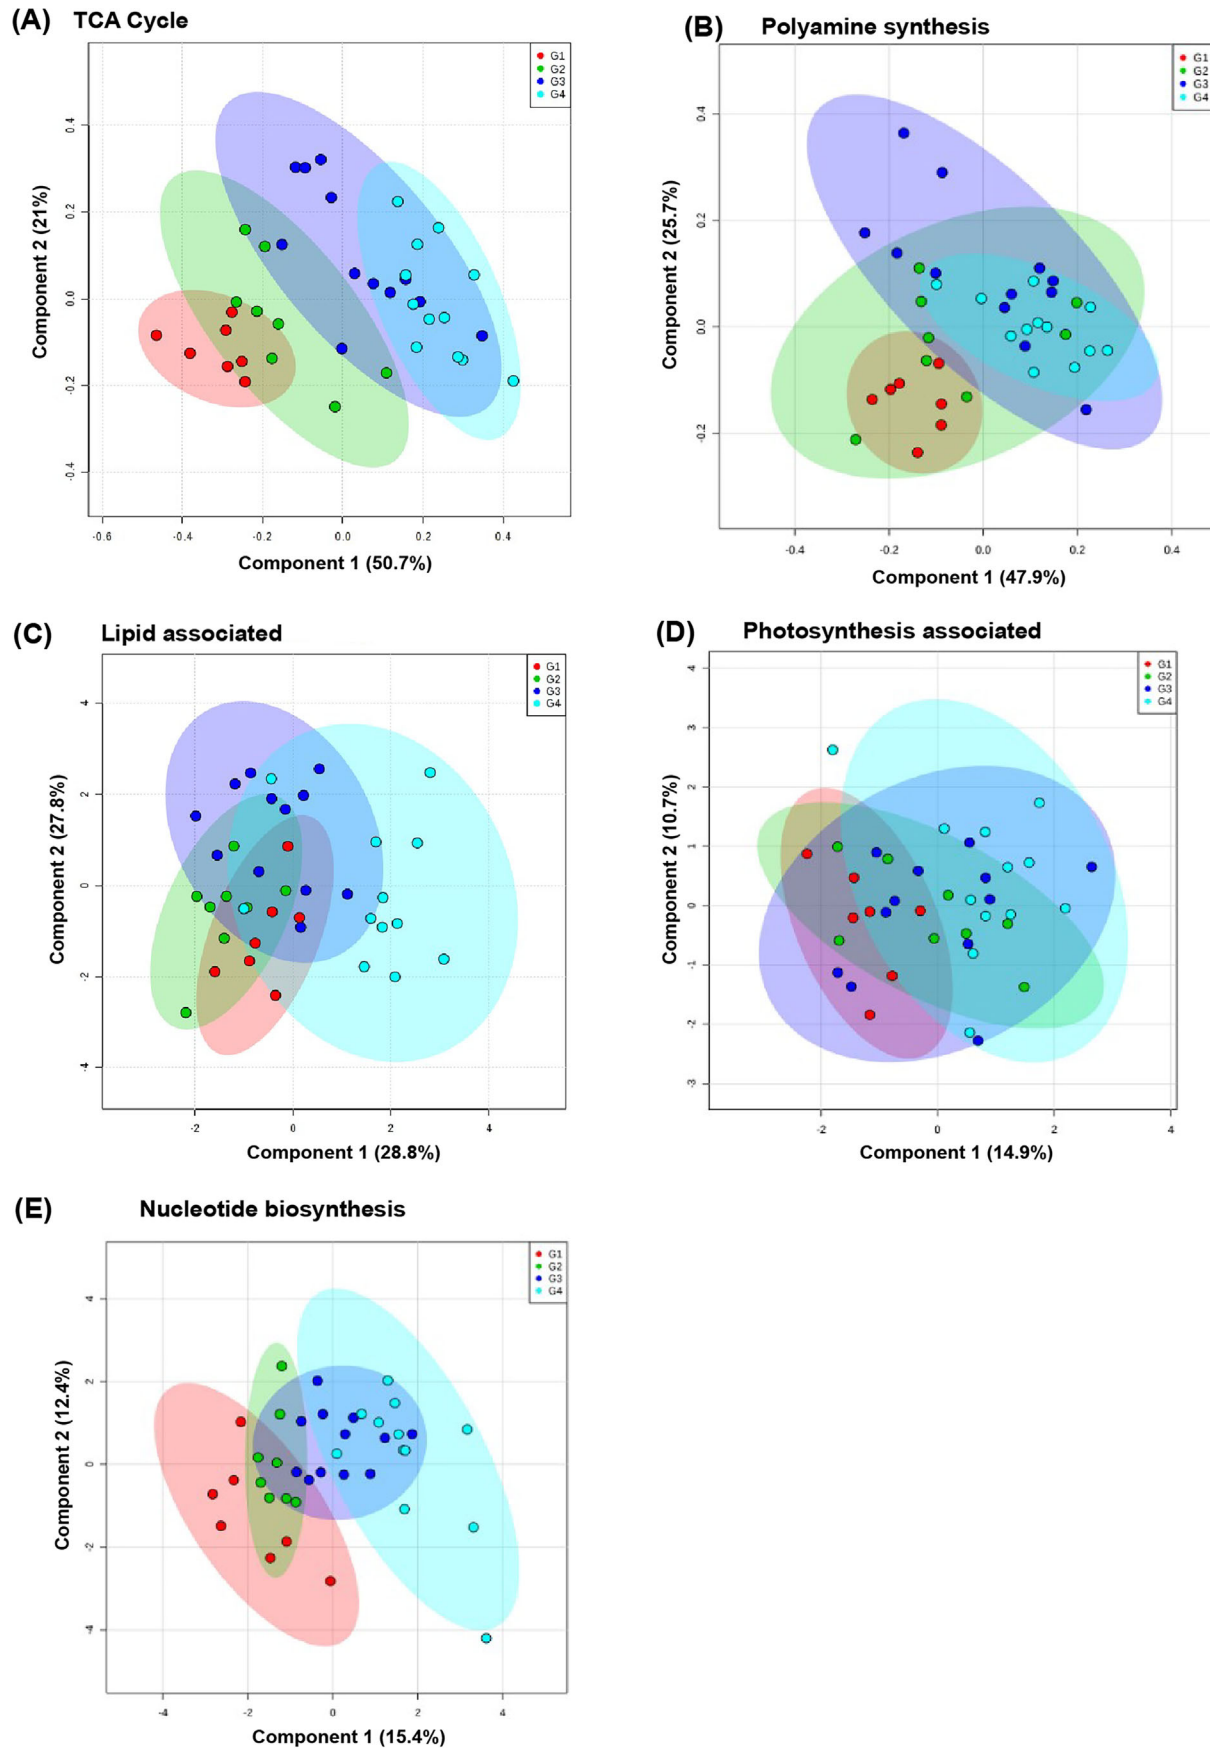 (A) TCA Cycle
G1
G2
G3
G4
Component 2 (21%)
0.4
0.2
0.0
-0.2
-0.4
-0.6 -0.4 -0.2 0.0 0.2 0.4
Component 1 (50.7%)
(B) Polyamine synthesis
G1
G2
G3
G4
Component 2 (25.7%)
0.4
0.2
0.0
-0.2
-0.4 -0.2 0.0 0.2 0.4
Component 1 (47.9%)
(C) Lipid associated
G1
G2
G3
G4
Component 2 (27.8%)
4
2
0
-2
-4
-2 0 2 4
Component 1 (28.8%)
(D) Photosynthesis associated
G1
G2
G3
G4
Component 2 (10.7%)
4
3
2
1
0
-1
-2
-3
-2 0 2 4
Component 1 (14.9%)
(E) Nucleotide biosynthesis
G1
G2
G3
G4
Component 2 (12.4%)
4
2
0
-2
-4
-4 -2 0 2 4
Component 1 (15.4%)